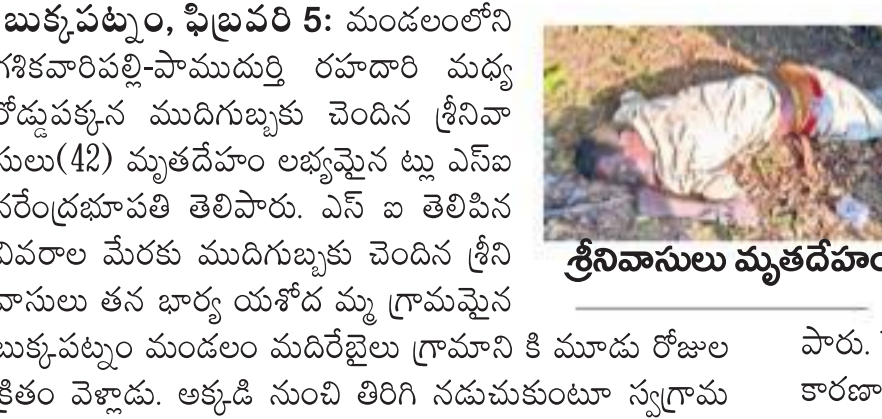 బుక్కపట్నం, ఫిబ్రవరి 5: మండలంలోని
గశికవారిపల్లి-పాముదుర్తి రహదారి మధ్య
రోడ్డుపక్కన ముదిగుబ్బకు చెందిన శ్రీనివా
సులు(42) మృతదేహం లభ్యమైన ట్లు ఎస్ఐ
నరేంద్రభూపతి తెలిపారు. ఎస్ ఐ తెలిపిన
వివరాల మేరకు ముదిగుబ్బకు చెందిన శ్రీని
వాసులు తన భార్య యశోద మ్మ గ్రామమైన
బుక్కపట్నం మండలం మదిరేబైలు గ్రామాని కి మూడు రోజుల
క్రితం వెళ్లాడు. అక్కడి నుంచి తిరిగి నడుచుకుంటూ స్వగ్రామ
శ్రీనివాసులు మృతదేహం
పారు.
కారణా